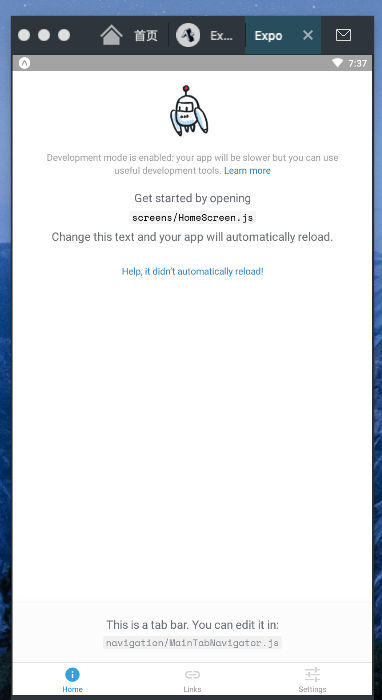 首页
Ex...
Expo
7:37
Development mode is enabled: your app will be slower but you can use
useful development tools. Learn more
Get started by opening
screens/HomeScreen.js
Change this text and your app will automatically reload.
Help, it didn’t automatically reload!
This is a tab bar. You can edit it in:
navigation/MainTabNavigator.js
Home
Links
Settings